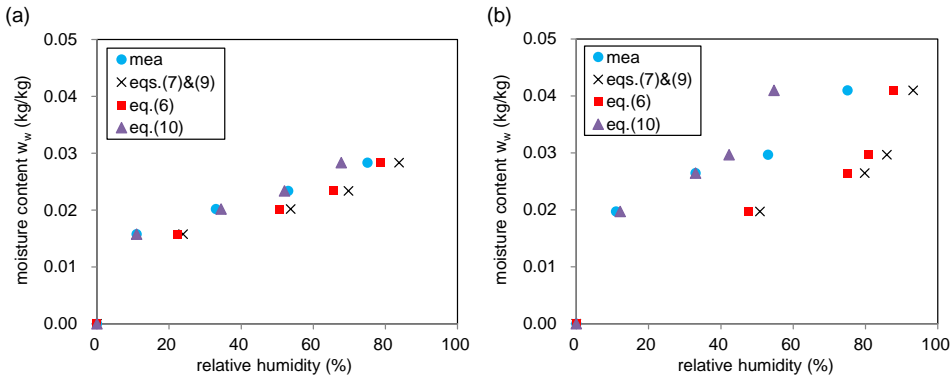 (a)
moisture content w_w (kg/kg)
0.05
0.04
0.03
0.02
0.01
0.00
mea
eqs.(7)&(9)
eq.(6)
eq.(10)
0 20 40 60 80 100
relative humidity (%)
(b)
moisture content w_w (kg/kg)
0.05
0.04
0.03
0.02
0.01
0.00
mea
eqs.(7)&(9)
eq.(6)
eq.(10)
0 20 40 60 80 100
relative humidity (%)